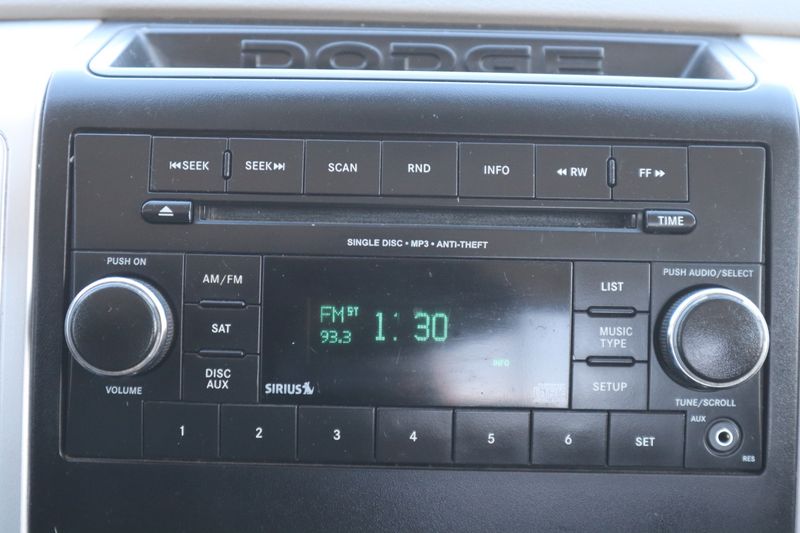 DODGE
⏮SEEK SEEK⏭ SCAN RND INFO ◀◀ RW FF ▶▶
TIME
SINGLE DISC • MP3 • ANTI-THEFT
PUSH ON
AM/FM
LIST
PUSH AUDIO/SELECT
FM ST
93.3
1:30
SAT
MUSIC
TYPE
INFO
DISC
AUX
SIRIUS
SETUP
VOLUME
TUNE/SCROLL
1 2 3 4 5 6 SET
AUX
RES